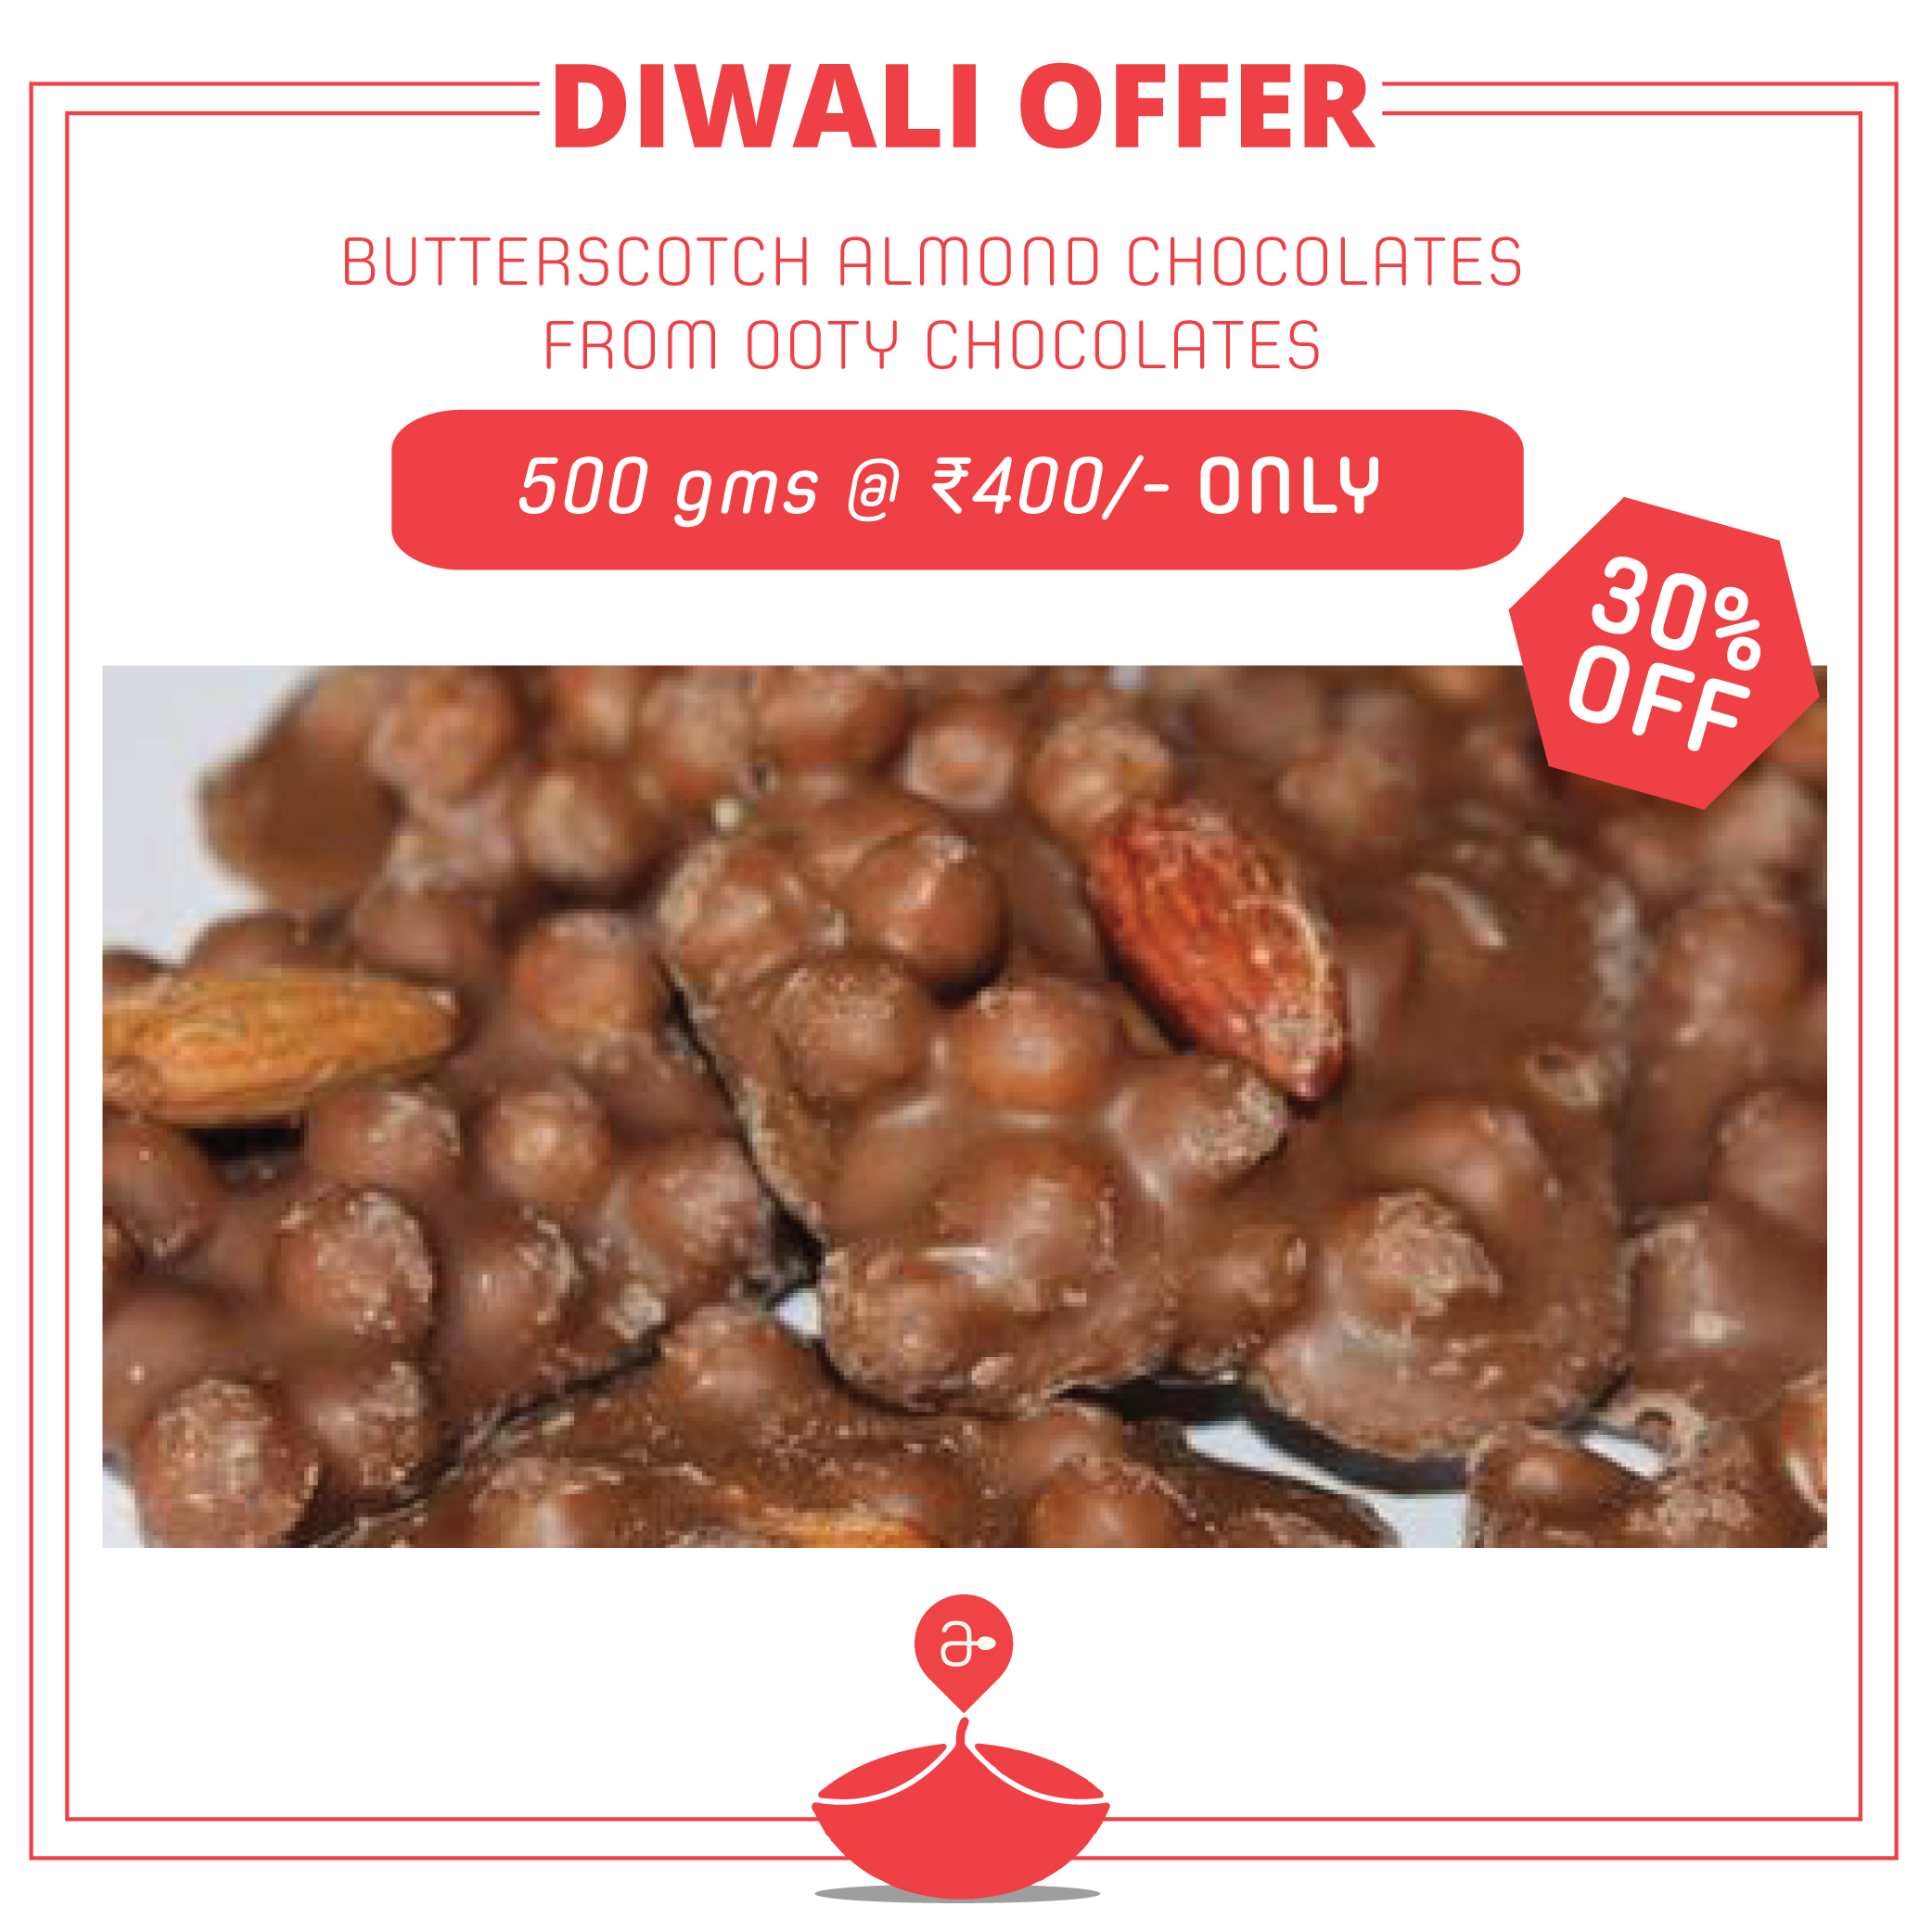 DIWALI OFFER
BUTTERSCOTCH ALMOND CHOCOLATES
FROM OOTY CHOCOLATES
500 gms @ ₹400/- ONLY
30%
OFF
a